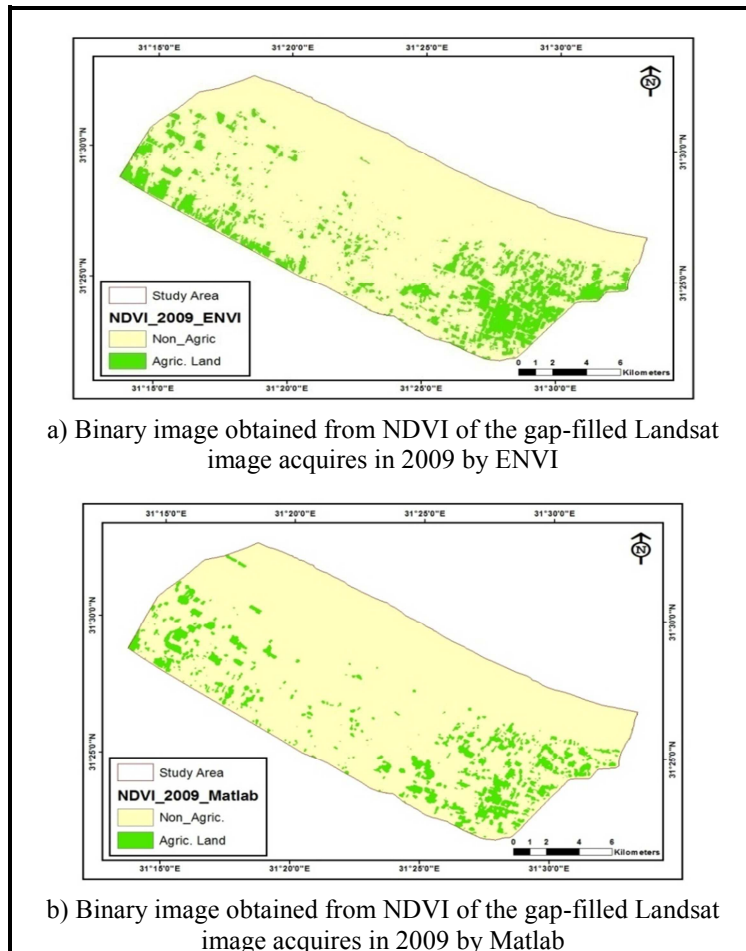 31°15'0"E 31°20'0"E 31°25'0"E 31°30'0"E
N
31°30'0"N 31°30'0"N
31°25'0"N 31°25'0"N
Study Area
NDVI_2009_ENVI
Non_Agric
Agric. Land
0 1 2 4 6
Kilometers
31°15'0"E 31°20'0"E 31°25'0"E 31°30'0"E
a) Binary image obtained from NDVI of the gap-filled Landsat
image acquires in 2009 by ENVI
31°15'0"E 31°20'0"E 31°25'0"E 31°30'0"E
N
31°30'0"N 31°30'0"N
31°25'0"N 31°25'0"N
Study Area
NDVI_2009_Matlab
Non_Agric.
Agric. Land
0 1 2 4 6
Kilometers
31°15'0"E 31°20'0"E 31°25'0"E 31°30'0"E
b) Binary image obtained from NDVI of the gap-filled Landsat
image acquires in 2009 by Matlab